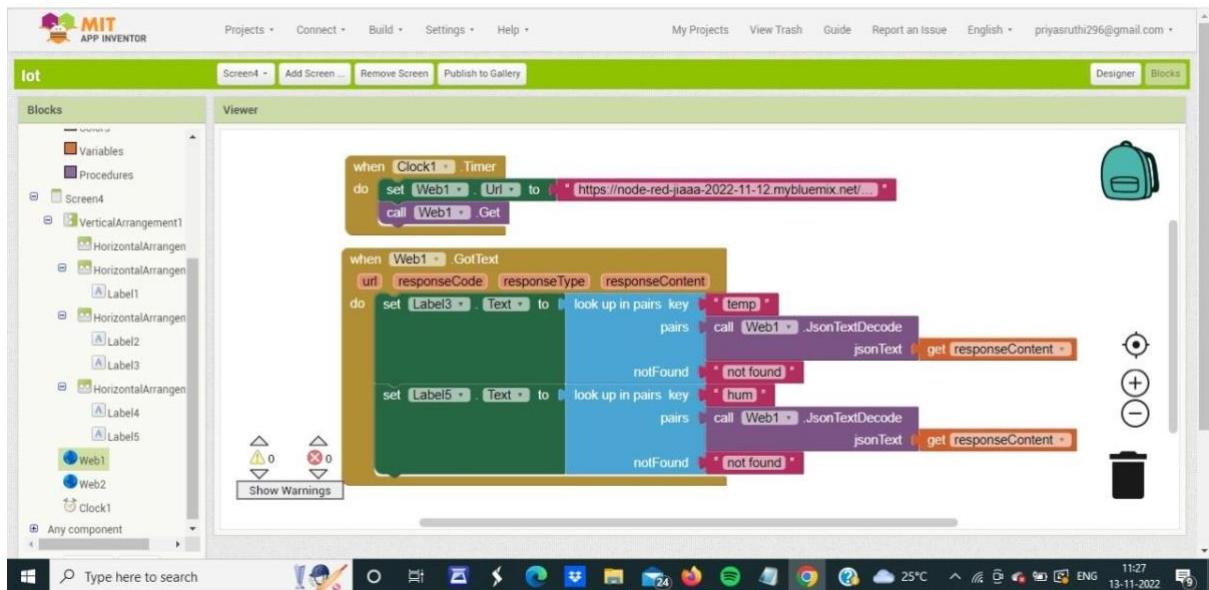 MIT
APP INVENTOR
Projects Connect Build Settings Help My Projects View Trash Guide Report an Issue English priyasruthi296@gmail.com
Iot Screen4 Add Screen ... Remove Screen Publish to Gallery Designer Blocks
Blocks Viewer
Variables
Procedures
Screen4
VerticalArrangement1
HorizontalArrangen
HorizontalArrangen
Label1
HorizontalArrangen
Label2
Label3
HorizontalArrangen
Label4
Label5
Web1
Web2
Clock1
Any component
when Clock1 .Timer
do set Web1 . Url to " https://node-red-jiaaa-2022-11-12.mybluemix.net/... "
call Web1 .Get
when Web1 .GotText
url responseCode responseType responseContent
do set Label3 . Text to look up in pairs key " temp "
pairs call Web1 .JsonTextDecode
jsonText get responseContent
notFound " not found "
set Label5 . Text to look up in pairs key " hum "
pairs call Web1 .JsonTextDecode
jsonText get responseContent
notFound " not found "
0 0
Show Warnings
Type here to search 24 25°C ENG 11:27
13-11-2022 9